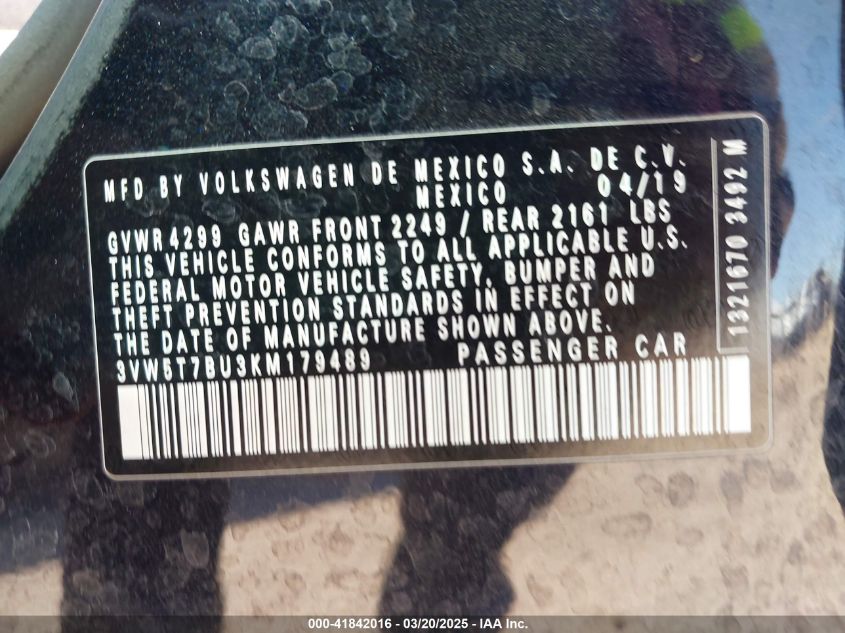 MFD BY VOLKSWAGEN DE MEXICO S.A. DE C.V.
MEXICO 04/19
GVWR 4299 GAWR FRONT 2249 / REAR 2161 LBS
THIS VEHICLE CONFORMS TO ALL APPLICABLE U.S.
FEDERAL MOTOR VEHICLE SAFETY, BUMPER AND
THEFT PREVENTION STANDARDS IN EFFECT ON
THE DATE OF MANUFACTURE SHOWN ABOVE.
3VW5T7BU3KM179489 PASSENGER CAR
1321670 3492 M
000-41842016 — 03/20/2025 — IAA Inc.